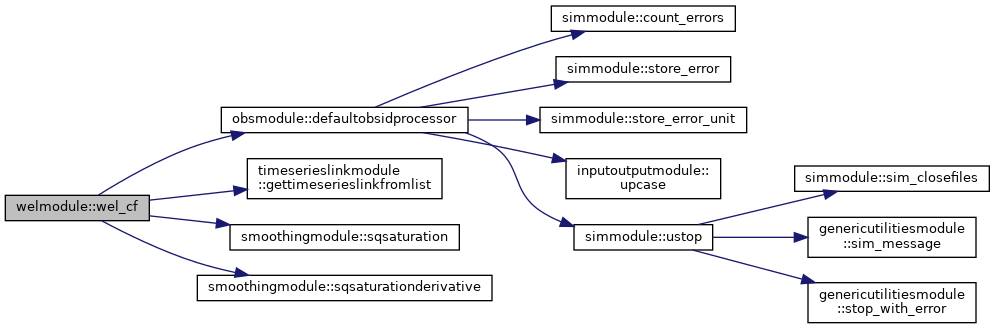 welmodule::wel_cf
obsmodule::defaultobsidprocessor
simmodule::count_errors
simmodule::store_error
simmodule::store_error_unit
inputoutputmodule::
upcase
simmodule::ustop
simmodule::sim_closefiles
genericutilitiesmodule
::sim_message
genericutilitiesmodule
::stop_with_error
timeserieslinkmodule
::gettimeserieslinkfromlist
smoothingmodule::sqsaturation
smoothingmodule::sqsaturationderivative